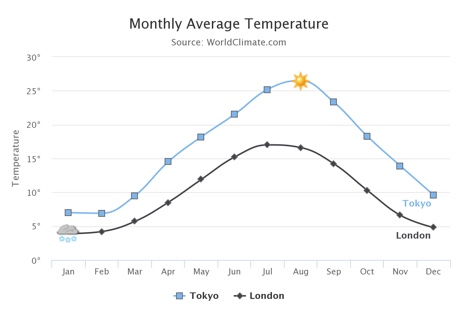 Monthly Average Temperature
Source: WorldClimate.com
Temperature
30°
25°
20°
15°
10°
5°
0°
Tokyo
London
Jan Feb Mar Apr May Jun Jul Aug Sep Oct Nov Dec
Tokyo London